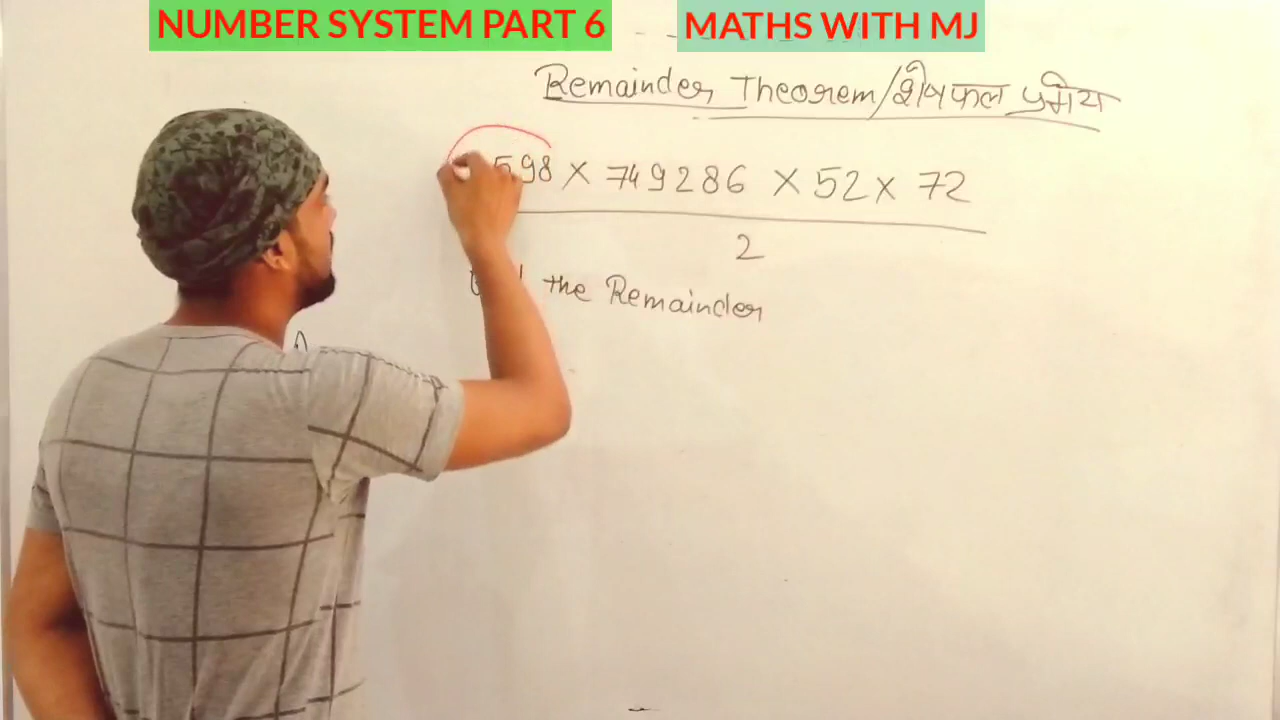 NUMBER SYSTEM PART 6 MATHS WITH MJ
Remainder Theorem/शेषफल प्रमेय
598 × 749286 × 52 × 72
2
the Remainder